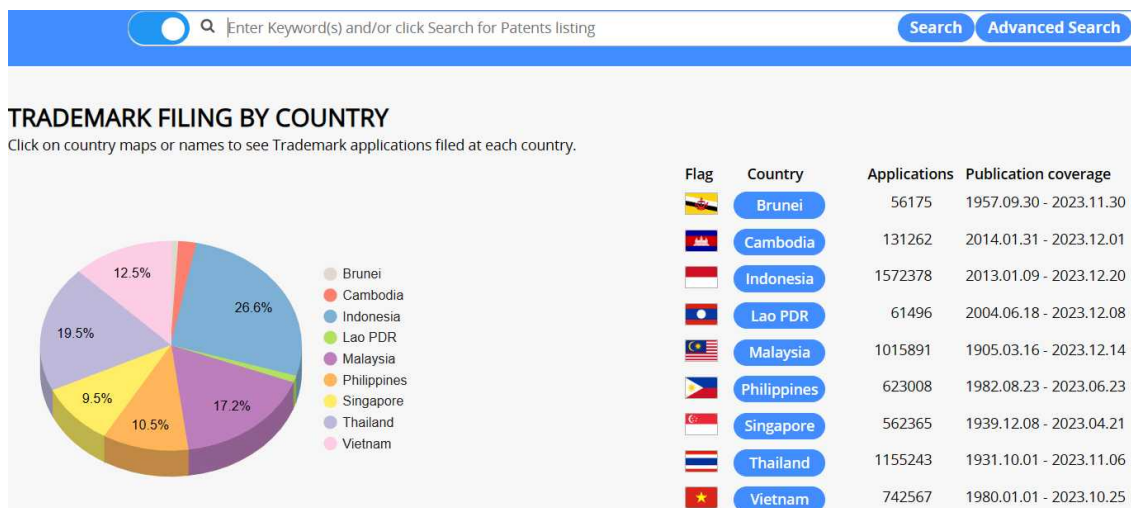 Enter Keyword(s) and/or click Search for Patents listing
Search
Advanced Search
TRADEMARK FILING BY COUNTRY
Click on country maps or names to see Trademark applications filed at each country.
12.5%
26.6%
19.5%
9.5%
10.5%
17.2%
Brunei
Cambodia
Indonesia
Lao PDR
Malaysia
Philippines
Singapore
Thailand
Vietnam
Flag Country Applications Publication coverage
Brunei 56175 1957.09.30 - 2023.11.30
Cambodia 131262 2014.01.31 - 2023.12.01
Indonesia 1572378 2013.01.09 - 2023.12.20
Lao PDR 61496 2004.06.18 - 2023.12.08
Malaysia 1015891 1905.03.16 - 2023.12.14
Philippines 623008 1982.08.23 - 2023.06.23
Singapore 562365 1939.12.08 - 2023.04.21
Thailand 1155243 1931.10.01 - 2023.11.06
Vietnam 742567 1980.01.01 - 2023.10.25